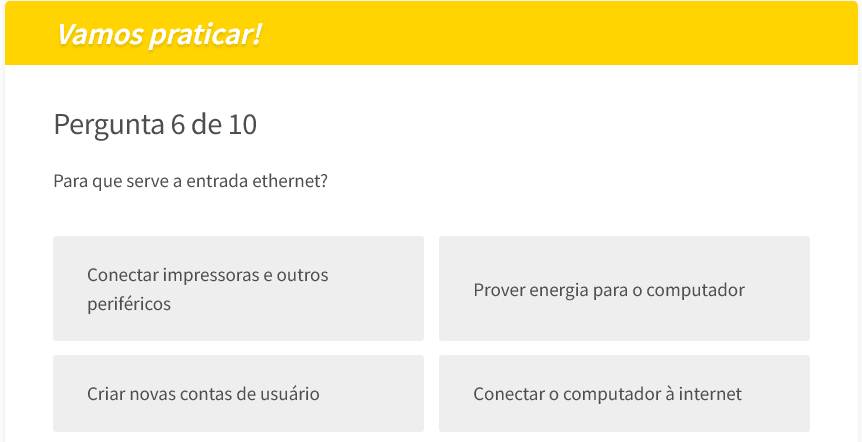 Vamos praticar!
Pergunta 6 de 10
Para que serve a entrada ethernet?
Conectar impressoras e outros
periféricos
Prover energia para o computador
Criar novas contas de usuário
Conectar o computador à internet